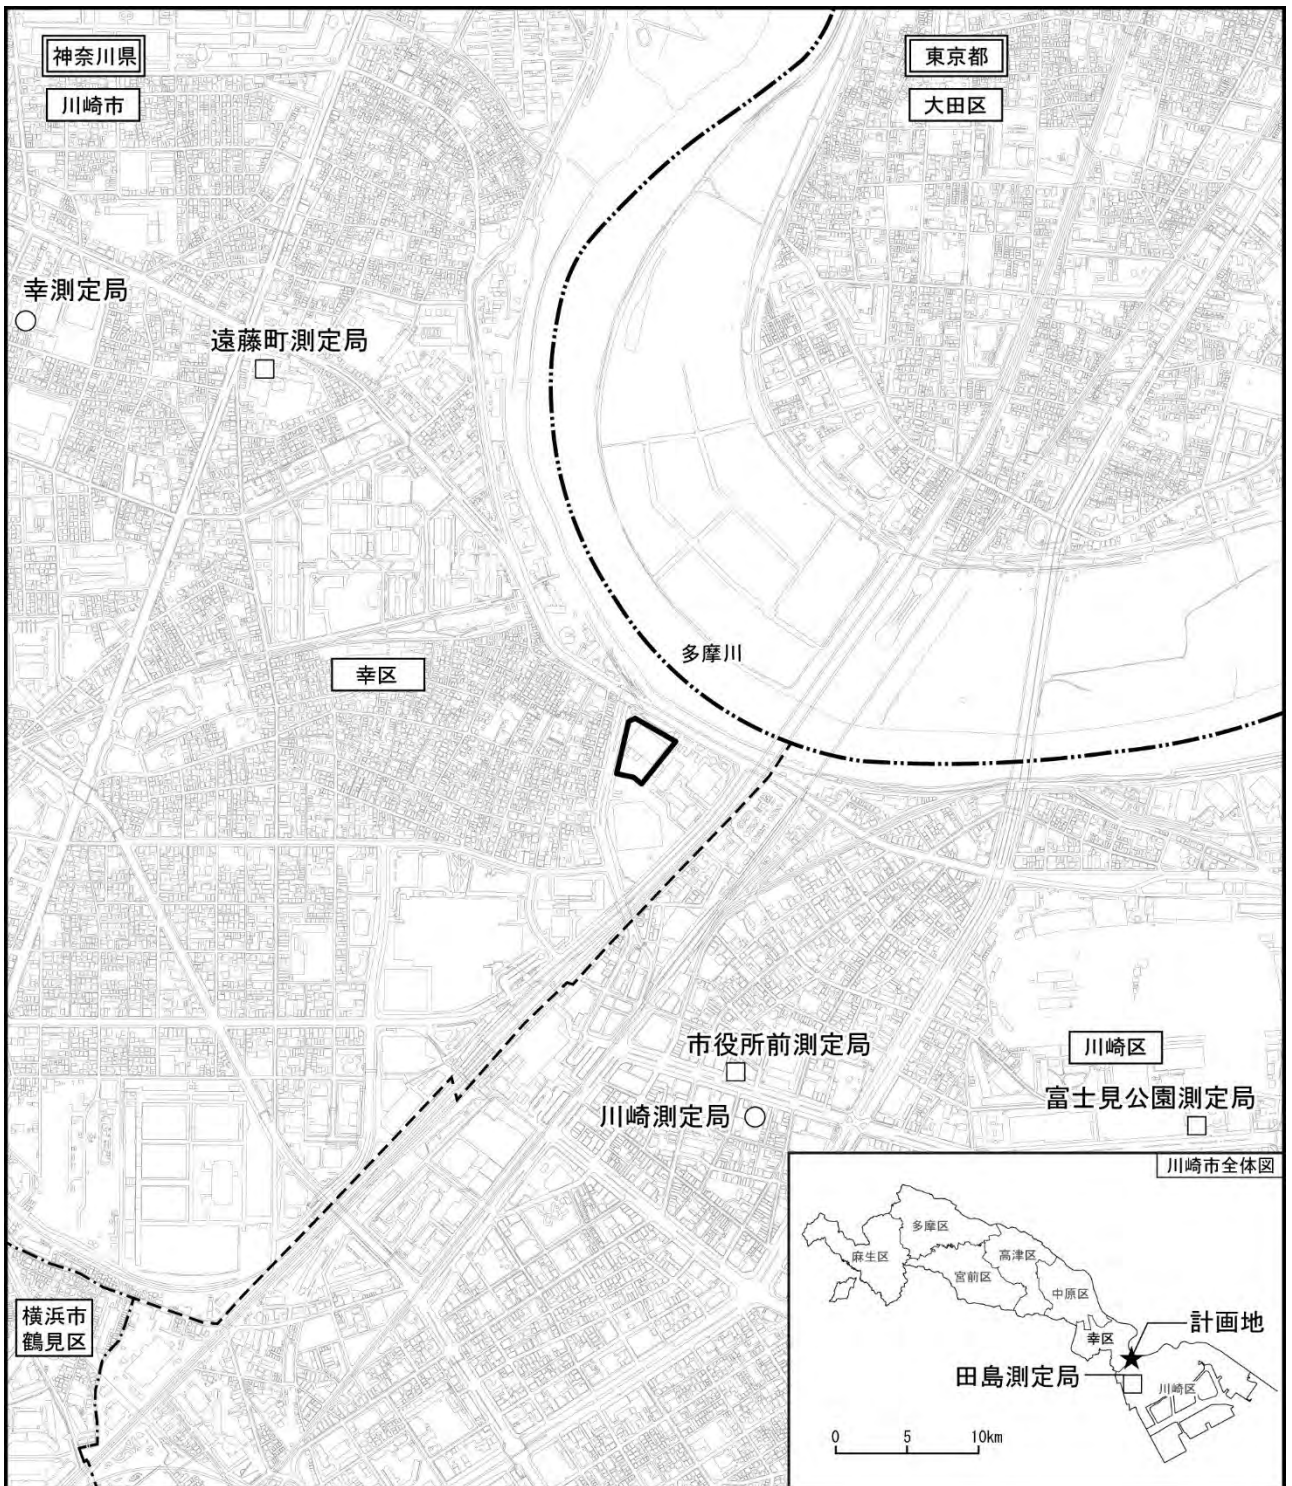 神奈川県
川崎市
東京都
大田区
幸測定局
遠藤町測定局
多摩川
幸区
市役所前測定局
川崎区
川崎測定局
富士見公園測定局
川崎市全体図
多摩区
麻生区
高津区
宮前区
中原区
横浜市
鶴見区
幸区
計画地
田島測定局
川崎区
0 5 10km